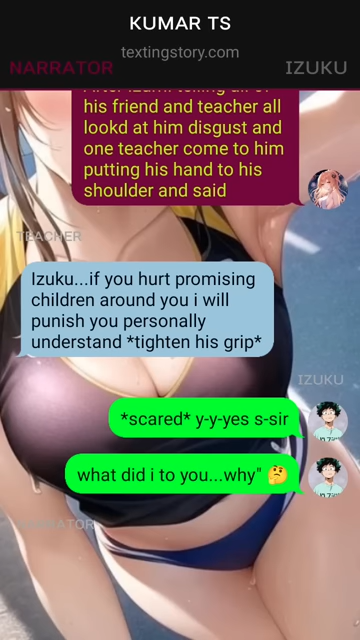 KUMAR TS
textingstory.com
NARRATOR
IZUKU
his friend and teacher all
lookd at him disgust and
one teacher come to him
putting his hand to his
shoulder and said
TEACHER
Izuku...if you hurt promising
children around you i will
punish you personally
understand *tighten his grip*
IZUKU
*scared* y-y-yes s-sir
what did i to you...why" 🤔
NARRATOR